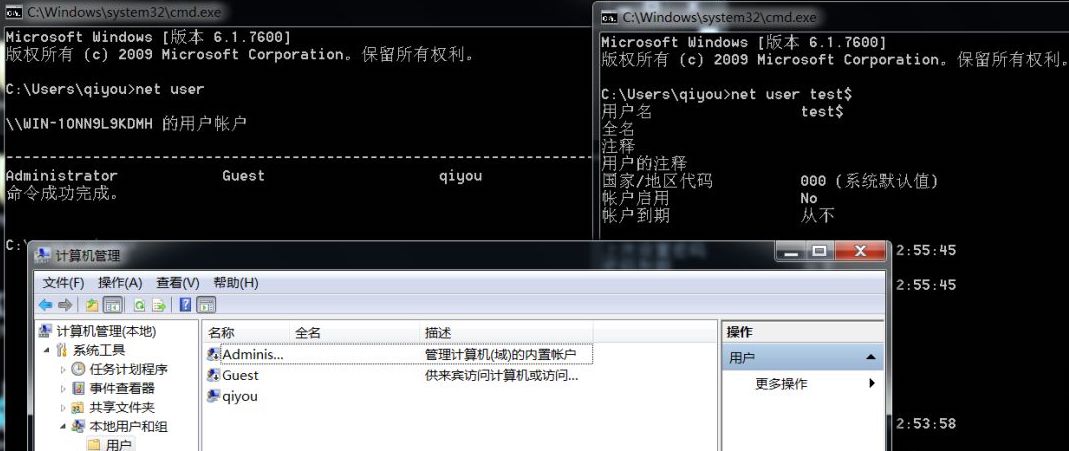 C:\Windows\system32\cmd.exe
Microsoft Windows [版本 6.1.7600]
版权所有 (c) 2009 Microsoft Corporation。保留所有权利。
C:\Users\qiyou>net user
\\WIN-1ONN9L9KDMH 的用户帐户
-------------------------------------------------------------------------------
Administrator Guest qiyou
命令成功完成。
C:
C:\Windows\system32\cmd.exe
Microsoft Windows [版本 6.1.7600]
版权所有 (c) 2009 Microsoft Corporation。保留所有权利。
C:\Users\qiyou>net user test$
用户名 test$
全名
注释
用户的注释
国家/地区代码 000 (系统默认值)
帐户启用 No
帐户到期 从不
2:55:45
2:55:45
2:53:58
计算机管理
文件(F) 操作(A) 查看(V) 帮助(H)
计算机管理(本地)
系统工具
任务计划程序
事件查看器
共享文件夹
本地用户和组
用户
名称 全名 描述
Adminis... 管理计算机(域)的内置帐户
Guest 供来宾访问计算机或访问...
qiyou
操作
用户
更多操作